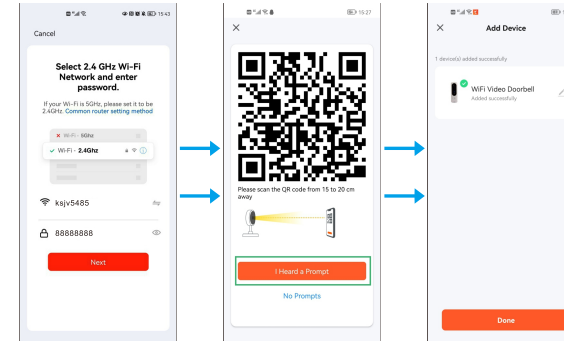 15:43
Cancel
Select 2.4 GHz Wi-Fi
Network and enter
password.
If your Wi-Fi is 5GHz, please set it to be
2.4GHz. Common router setting method
Wi-Fi - 5Ghz
Wi-Fi - 2.4Ghz
ksjv5485
88888888
Next
15:27
Please scan the QR code from 15 to 20 cm
away
I Heard a Prompt
No Prompts
Add Device
1 device(s) added successfully
WiFi Video Doorbell
Added successfully
Done